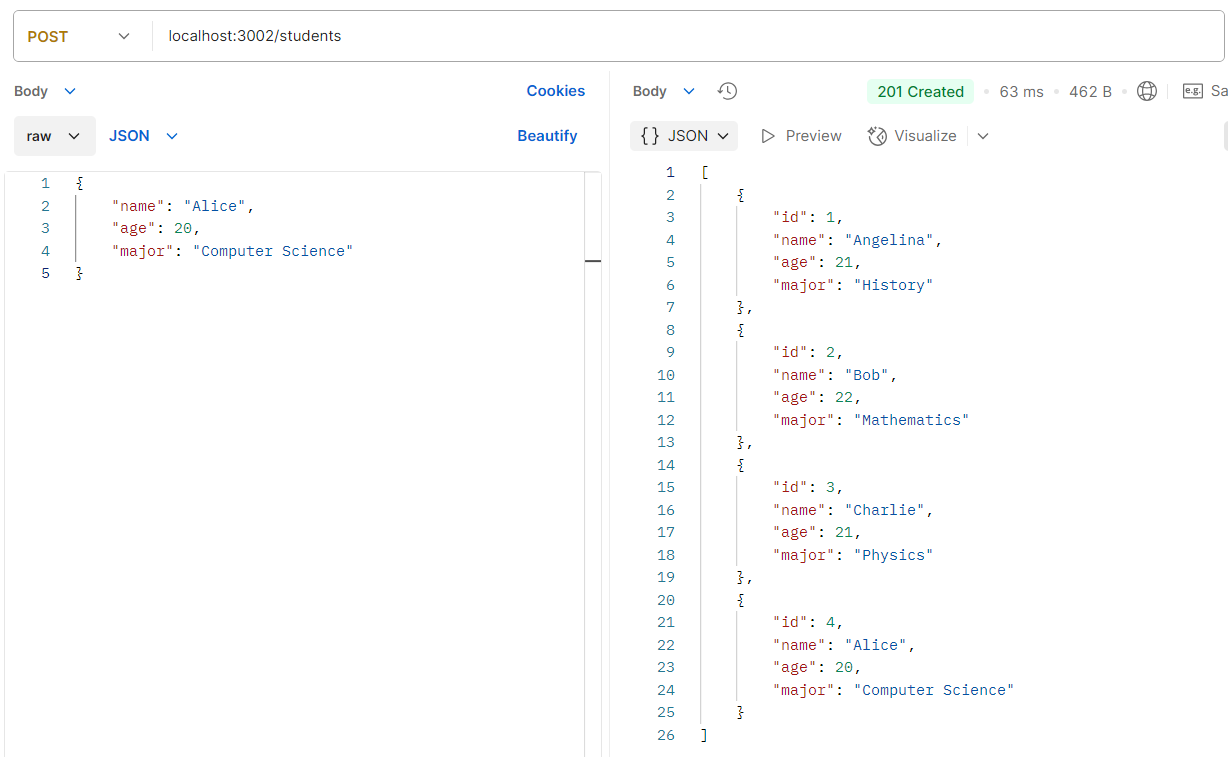 POST localhost:3002/students
Body Cookies
raw JSON Beautify
1 {
2 "name": "Alice",
3 "age": 20,
4 "major": "Computer Science"
5 }
Body 201 Created • 63 ms • 462 B • e.g. Sa
{} JSON Preview Visualize
1 [
2 {
3 "id": 1,
4 "name": "Angelina",
5 "age": 21,
6 "major": "History"
7 },
8 {
9 "id": 2,
10 "name": "Bob",
11 "age": 22,
12 "major": "Mathematics"
13 },
14 {
15 "id": 3,
16 "name": "Charlie",
17 "age": 21,
18 "major": "Physics"
19 },
20 {
21 "id": 4,
22 "name": "Alice",
23 "age": 20,
24 "major": "Computer Science"
25 }
26 ]